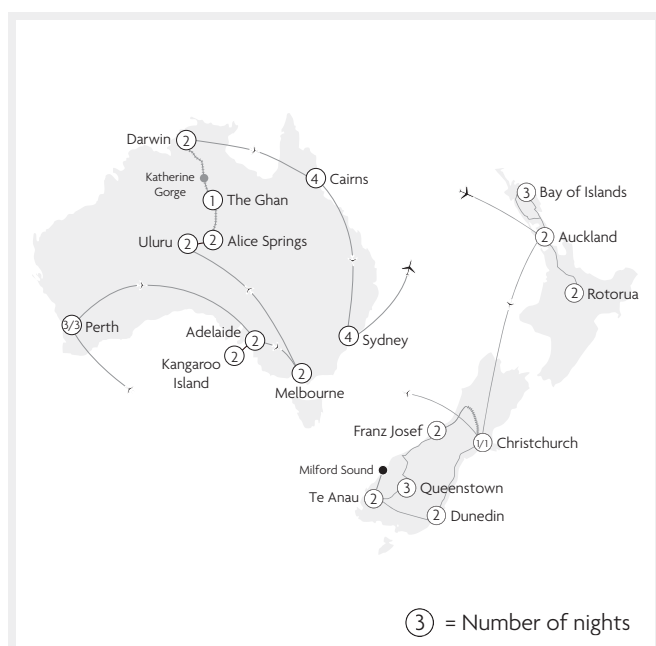 Darwin 2
Katherine
Gorge
1 The Ghan
4 Cairns
Uluru 2
2 Alice Springs
3/3 Perth
Adelaide 2
Kangaroo
Island
2
2
Melbourne
4
Sydney
3 Bay of Islands
2 Auckland
2 Rotorua
Franz Josef 2
1/1 Christchurch
Milford Sound
Te Anau 2
3 Queenstown
2 Dunedin
3 = Number of nights